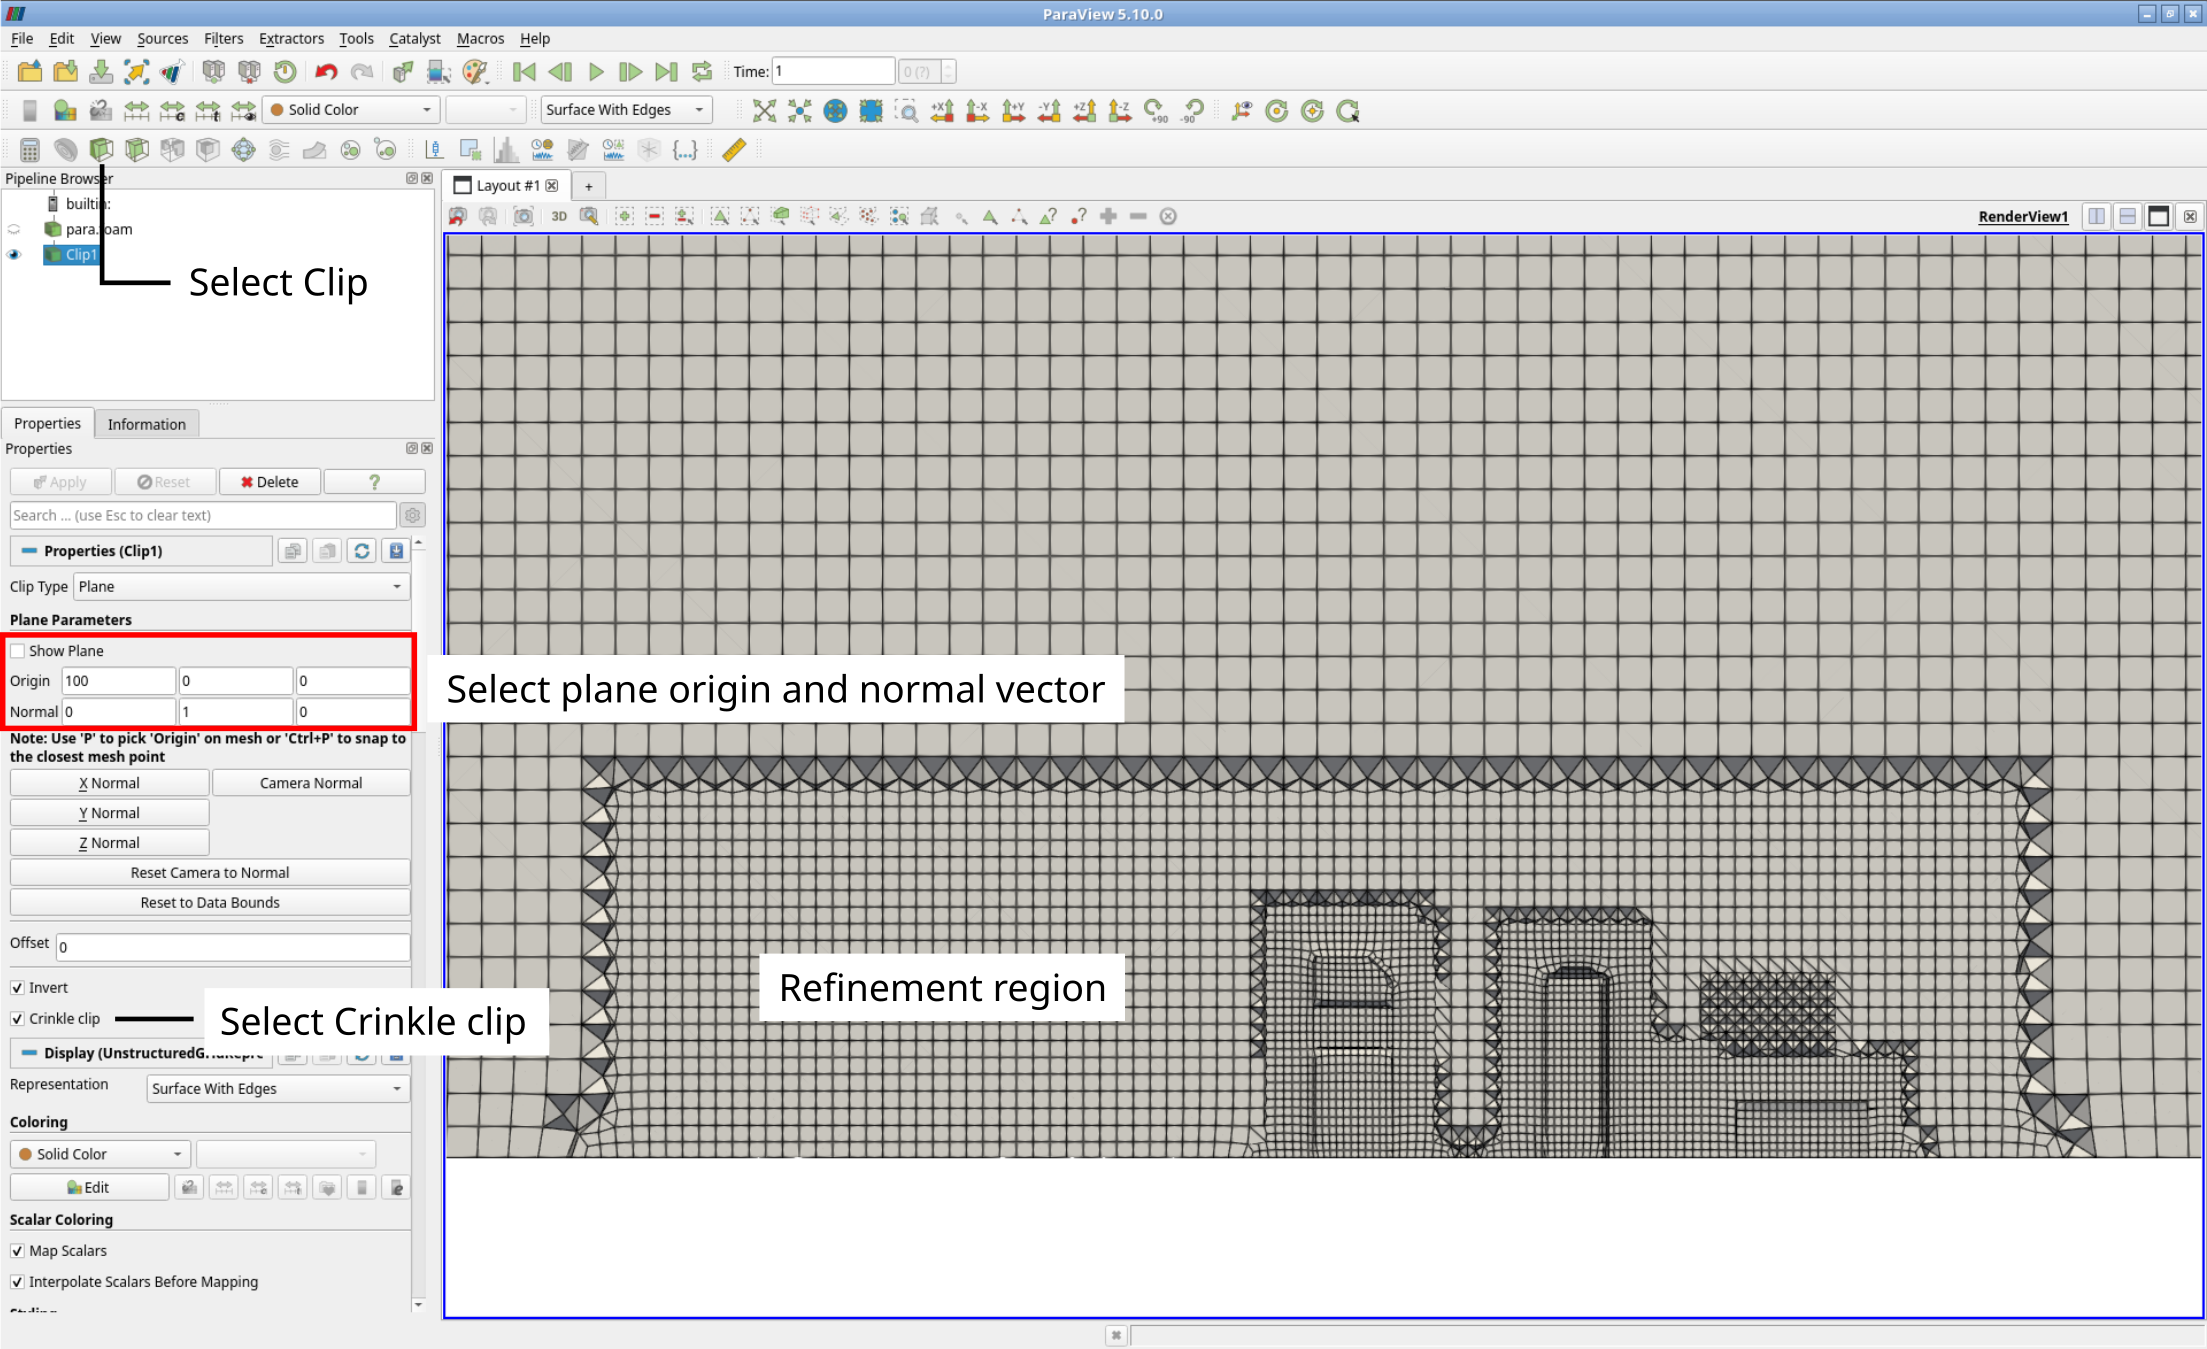 ParaView 5.10.0
File Edit View Sources Filters Extractors Tools Catalyst Macros Help
Time: 1 0 (?)
Solid Color Surface With Edges +X -X +Y -Y +Z -Z +90 -90
Pipeline Browser
builtin:
para.foam
Clip1
Select Clip
Layout #1 +
3D
RenderView1
Properties Information
Properties
Apply Reset Delete ?
Search ... (use Esc to clear text)
Properties (Clip1)
Clip Type Plane
Plane Parameters
Show Plane
Origin 100 0 0
Normal 0 1 0
Select plane origin and normal vector
Note: Use 'P' to pick 'Origin' on mesh or 'Ctrl+P' to snap to
the closest mesh point
X Normal Camera Normal
Y Normal
Z Normal
Reset Camera to Normal
Reset to Data Bounds
Offset 0
Invert
Crinkle clip
Select Crinkle clip
Refinement region
Display (UnstructuredGridRepre
Representation Surface With Edges
Coloring
Solid Color
Edit
Scalar Coloring
Map Scalars
Interpolate Scalars Before Mapping
Styling